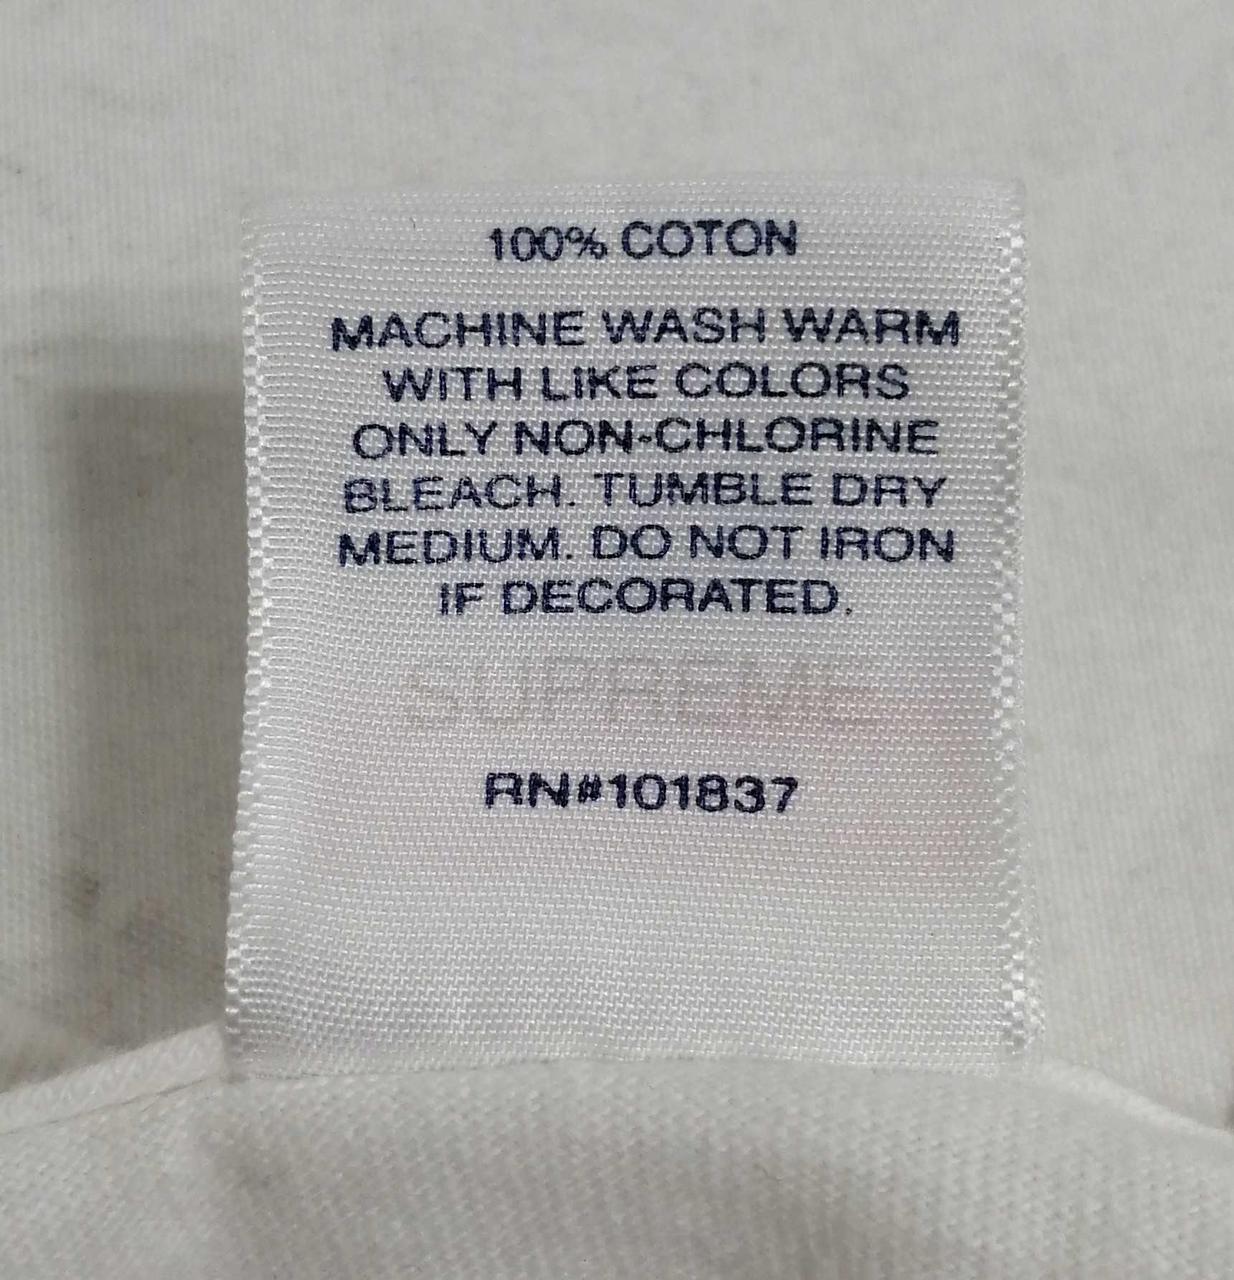 100% COTON
MACHINE WASH WARM
WITH LIKE COLORS
ONLY NON-CHLORINE
BLEACH. TUMBLE DRY
MEDIUM. DO NOT IRON
IF DECORATED.
SUPREME
RN#101837